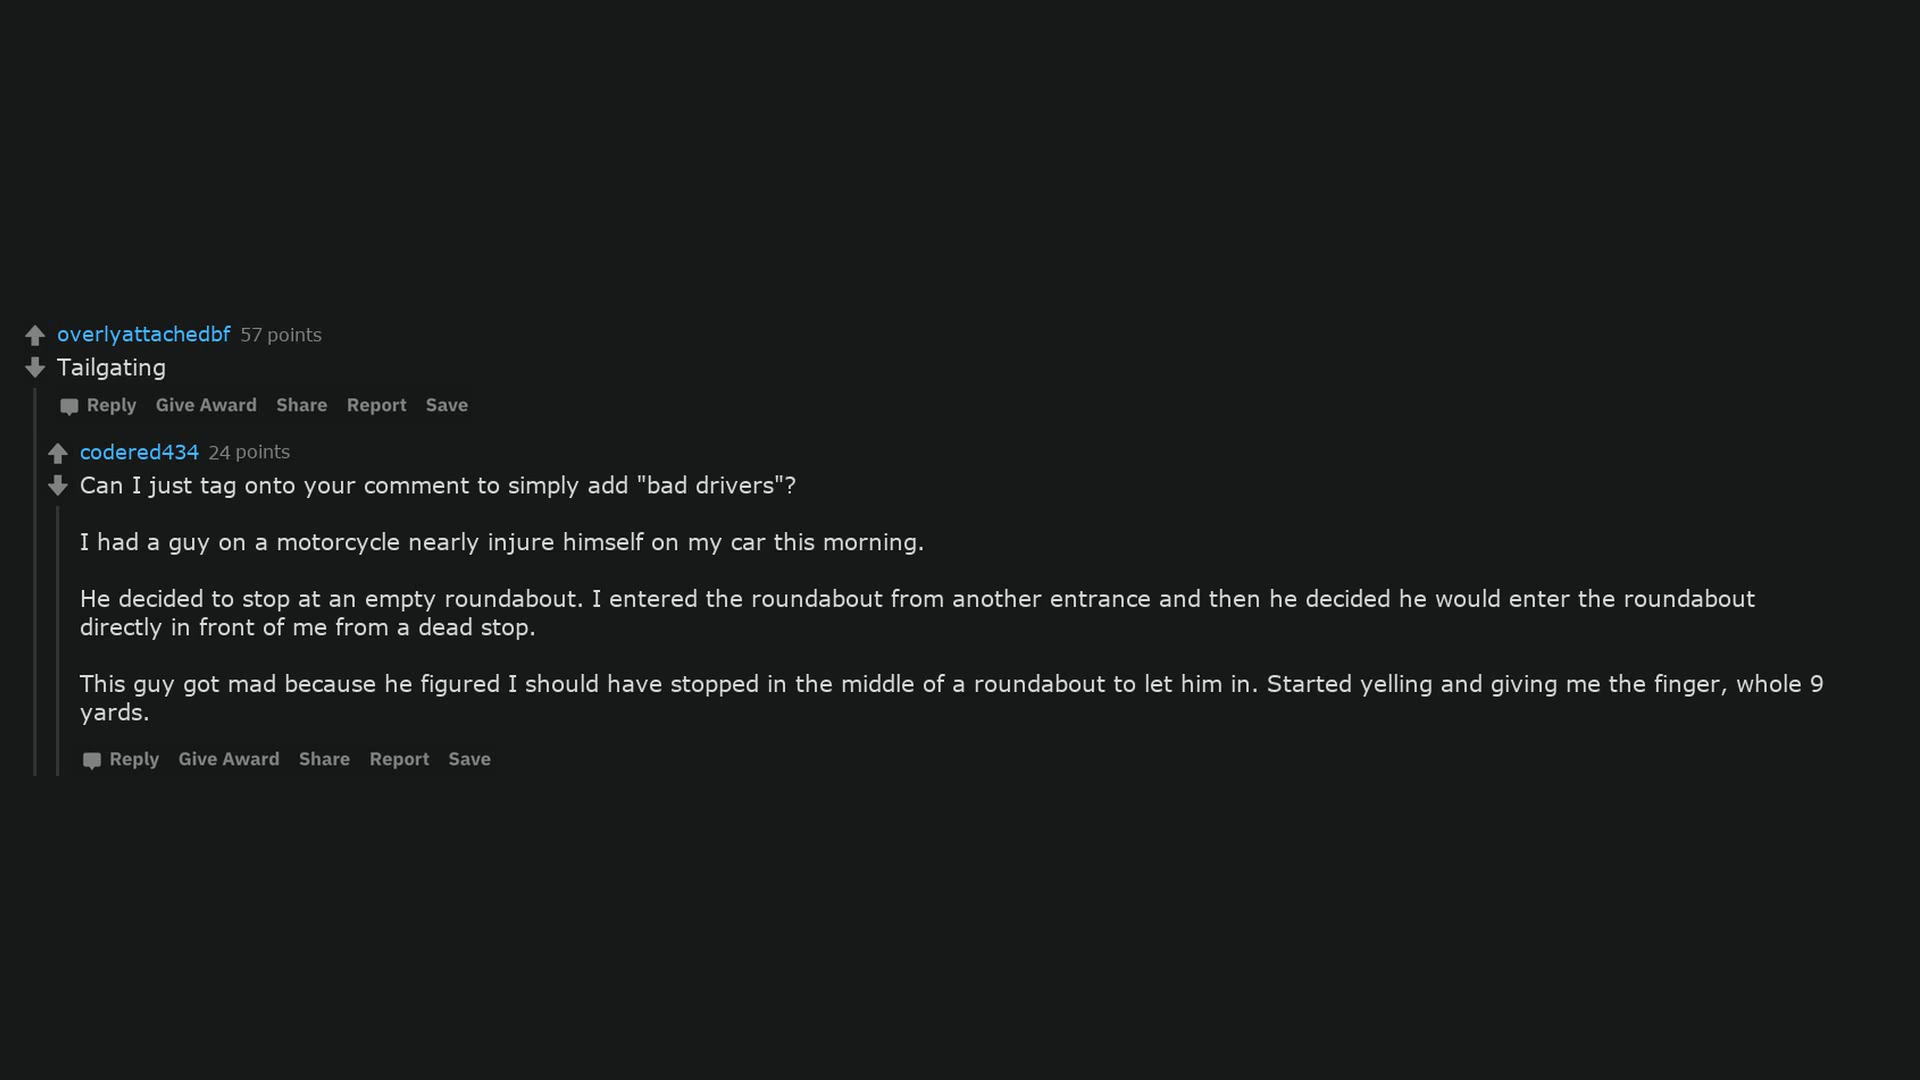 overlyattachedbf 57 points
Tailgating
Reply Give Award Share Report Save
codered434 24 points
Can I just tag onto your comment to simply add "bad drivers"?
I had a guy on a motorcycle nearly injure himself on my car this morning.
He decided to stop at an empty roundabout. I entered the roundabout from another entrance and then he decided he would enter the roundabout
directly in front of me from a dead stop.
This guy got mad because he figured I should have stopped in the middle of a roundabout to let him in. Started yelling and giving me the finger, whole 9
yards.
Reply Give Award Share Report Save